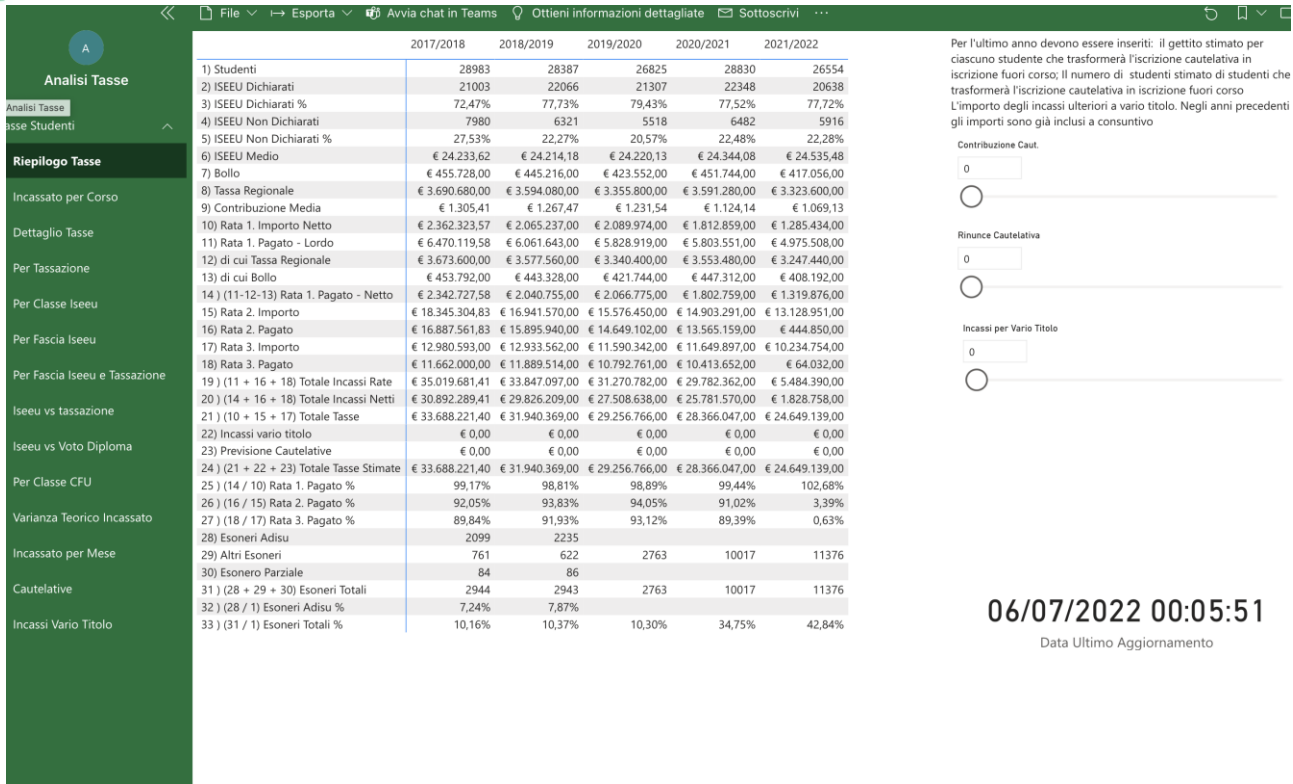 File Esporta Avvia chat in Teams Ottieni informazioni dettagliate Sottoscrivi ...
A
Analisi Tasse
Analisi Tasse
asse Studenti
Riepilogo Tasse
Incassato per Corso
Dettaglio Tasse
Per Tassazione
Per Classe Iseeu
Per Fascia Iseeu
Per Fascia Iseeu e Tassazione
Iseeu vs tassazione
Iseeu vs Voto Diploma
Per Classe CFU
Varianza Teorico Incassato
Incassato per Mese
Cautelative
Incassi Vario Titolo
2017/2018 2018/2019 2019/2020 2020/2021 2021/2022
1) Studenti 28983 28387 26825 28830 26554
2) ISEEU Dichiarati 21003 22066 21307 22348 20638
3) ISEEU Dichiarati % 72,47% 77,73% 79,43% 77,52% 77,72%
4) ISEEU Non Dichiarati 7980 6321 5518 6482 5916
5) ISEEU Non Dichiarati % 27,53% 22,27% 20,57% 22,48% 22,28%
6) ISEEU Medio € 24.233,62 € 24.214,18 € 24.220,13 € 24.344,08 € 24.535,48
7) Bollo € 455.728,00 € 445.216,00 € 423.552,00 € 451.744,00 € 417.056,00
8) Tassa Regionale € 3.690.680,00 € 3.594.080,00 € 3.355.800,00 € 3.591.280,00 € 3.323.600,00
9) Contribuzione Media € 1.305,41 € 1.267,47 € 1.231,54 € 1.124,14 € 1.069,13
10) Rata 1. Importo Netto € 2.362.323,57 € 2.065.237,00 € 2.089.974,00 € 1.812.859,00 € 1.285.434,00
11) Rata 1. Pagato - Lordo € 6.470.119,58 € 6.061.643,00 € 5.828.919,00 € 5.803.551,00 € 4.975.508,00
12) di cui Tassa Regionale € 3.673.600,00 € 3.577.560,00 € 3.340.400,00 € 3.553.480,00 € 3.247.440,00
13) di cui Bollo € 453.792,00 € 443.328,00 € 421.744,00 € 447.312,00 € 408.192,00
14 ) (11-12-13) Rata 1. Pagato - Netto € 2.342.727,58 € 2.040.755,00 € 2.066.775,00 € 1.802.759,00 € 1.319.876,00
15) Rata 2. Importo € 18.345.304,83 € 16.941.570,00 € 15.576.450,00 € 14.903.291,00 € 13.128.951,00
16) Rata 2. Pagato € 16.887.561,83 € 15.895.940,00 € 14.649.102,00 € 13.565.159,00 € 444.850,00
17) Rata 3. Importo € 12.980.593,00 € 12.933.562,00 € 11.590.342,00 € 11.649.897,00 € 10.234.754,00
18) Rata 3. Pagato € 11.662.000,00 € 11.889.514,00 € 10.792.761,00 € 10.413.652,00 € 64.032,00
19 ) (11 + 16 + 18) Totale Incassi Rate € 35.019.681,41 € 33.847.097,00 € 31.270.782,00 € 29.782.362,00 € 5.484.390,00
20 ) (14 + 16 + 18) Totale Incassi Netti € 30.892.289,41 € 29.826.209,00 € 27.508.638,00 € 25.781.570,00 € 1.828.758,00
21 ) (10 + 15 + 17) Totale Tasse € 33.688.221,40 € 31.940.369,00 € 29.256.766,00 € 28.366.047,00 € 24.649.139,00
22) Incassi vario titolo € 0,00 € 0,00 € 0,00 € 0,00 € 0,00
23) Previsione Cautelative € 0,00 € 0,00 € 0,00 € 0,00 € 0,00
24 ) (21 + 22 + 23) Totale Tasse Stimate € 33.688.221,40 € 31.940.369,00 € 29.256.766,00 € 28.366.047,00 € 24.649.139,00
25 ) (14 / 10) Rata 1. Pagato % 99,17% 98,81% 98,89% 99,44% 102,68%
26 ) (16 / 15) Rata 2. Pagato % 92,05% 93,83% 94,05% 91,02% 3,39%
27 ) (18 / 17) Rata 3. Pagato % 89,84% 91,93% 93,12% 89,39% 0,63%
28) Esoneri Adisu 2099 2235
29) Altri Esoneri 761 622 2763 10017 11376
30) Esonero Parziale 84 86
31 ) (28 + 29 + 30) Esoneri Totali 2944 2943 2763 10017 11376
32 ) (28 / 1) Esoneri Adisu % 7,24% 7,87%
33 ) (31 / 1) Esoneri Totali % 10,16% 10,37% 10,30% 34,75% 42,84%
Per l'ultimo anno devono essere inseriti: il gettito stimato per
ciascuno studente che trasformerà l'iscrizione cautelativa in
iscrizione fuori corso; Il numero di studenti stimato di studenti che
trasformerà l'iscrizione cautelativa in iscrizione fuori corso
L'importo degli incassi ulteriori a vario titolo. Negli anni precedenti
gli importi sono già inclusi a consuntivo
Contribuzione Caut.
0
Rinunce Cautelativa
0
Incassi per Vario Titolo
0
06/07/2022 00:05:51
Data Ultimo Aggiornamento